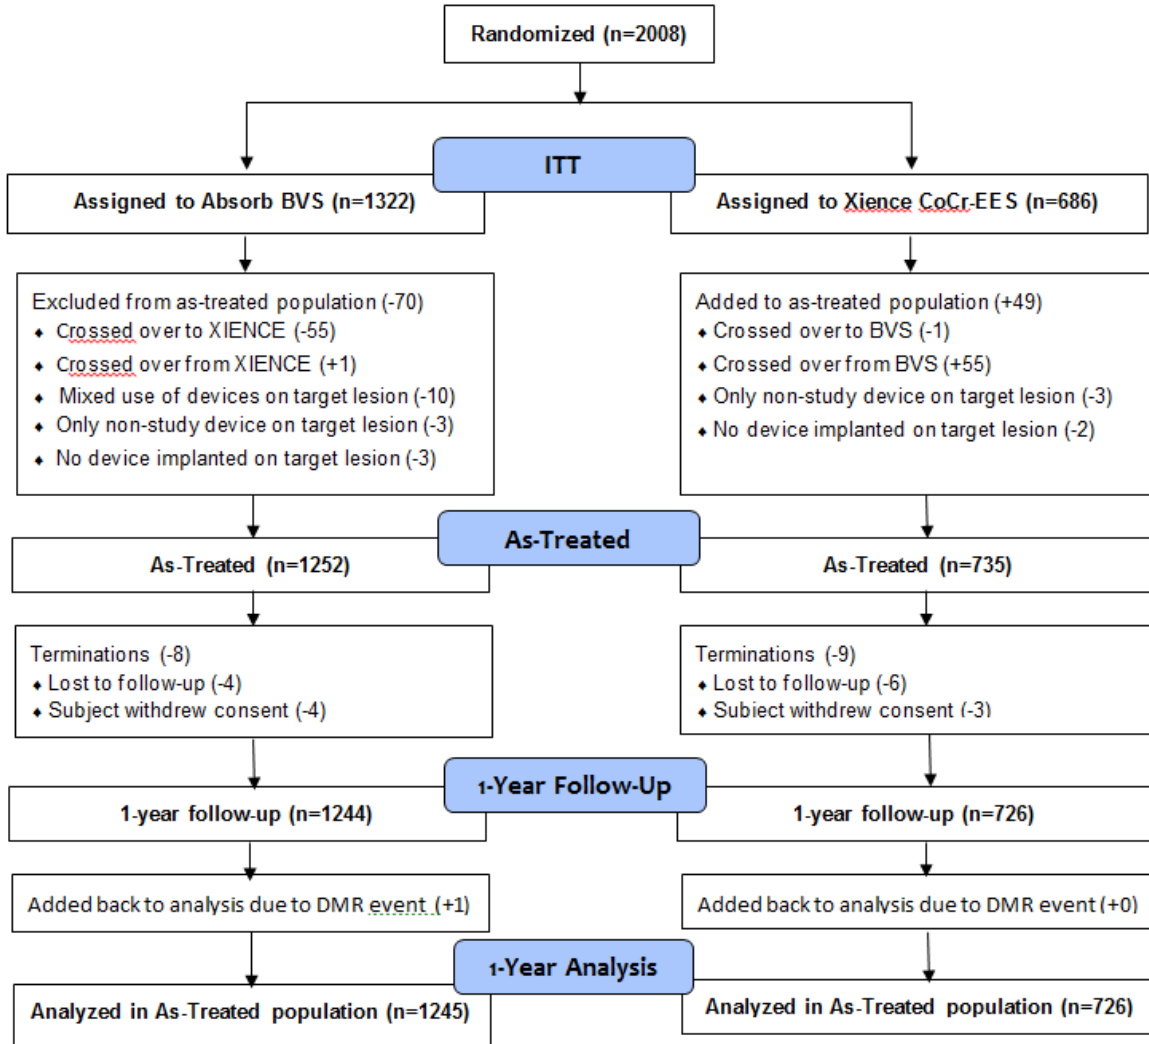 Randomized (n=2008)
ITT
Assigned to Absorb BVS (n=1322)
Assigned to Xience CoCr-EES (n=686)
Excluded from as-treated population (-70)
♦ Crossed over to XIENCE (-55)
♦ Crossed over from XIENCE (+1)
♦ Mixed use of devices on target lesion (-10)
♦ Only non-study device on target lesion (-3)
♦ No device implanted on target lesion (-3)
Added to as-treated population (+49)
♦ Crossed over to BVS (-1)
♦ Crossed over from BVS (+55)
♦ Only non-study device on target lesion (-3)
♦ No device implanted on target lesion (-2)
As-Treated
As-Treated (n=1252)
As-Treated (n=735)
Terminations (-8)
♦ Lost to follow-up (-4)
♦ Subject withdrew consent (-4)
Terminations (-9)
♦ Lost to follow-up (-6)
♦ Subject withdrew consent (-3)
1-Year Follow-Up
1-year follow-up (n=1244)
1-year follow-up (n=726)
Added back to analysis due to DMR event (+1)
Added back to analysis due to DMR event (+0)
1-Year Analysis
Analyzed in As-Treated population (n=1245)
Analyzed in As-Treated population (n=726)